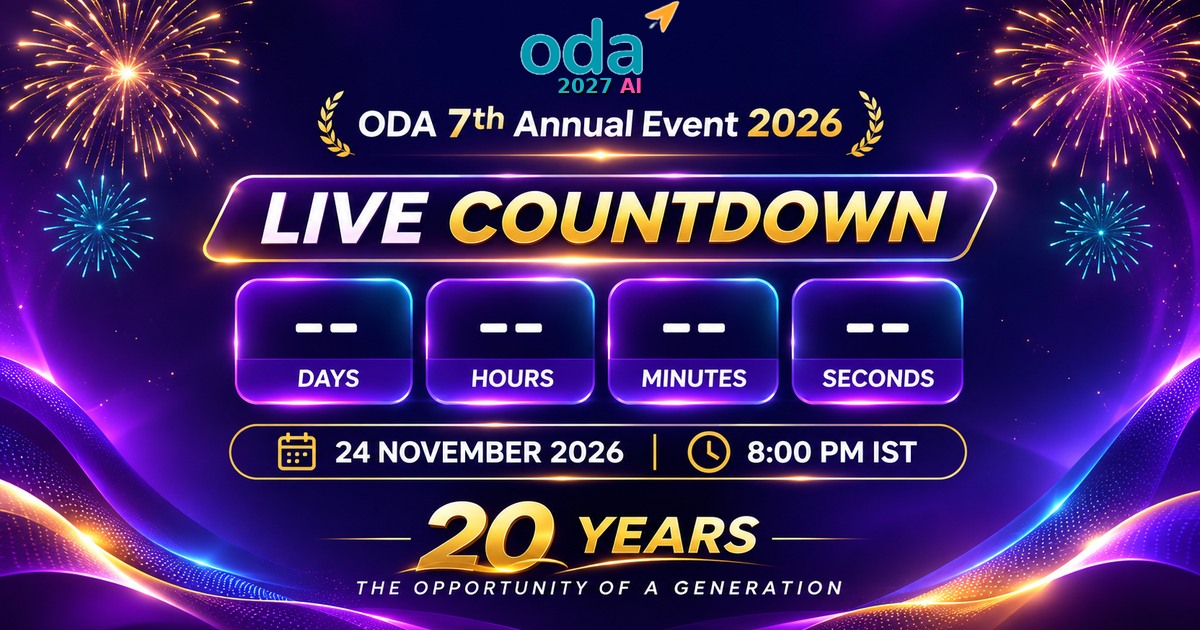 oda
2027 AI
ODA 7th Annual Event 2026
LIVE COUNTDOWN
-- -- -- --
DAYS HOURS MINUTES SECONDS
24 NOVEMBER 2026 | 8:00 PM IST
20 YEARS
THE OPPORTUNITY OF A GENERATION